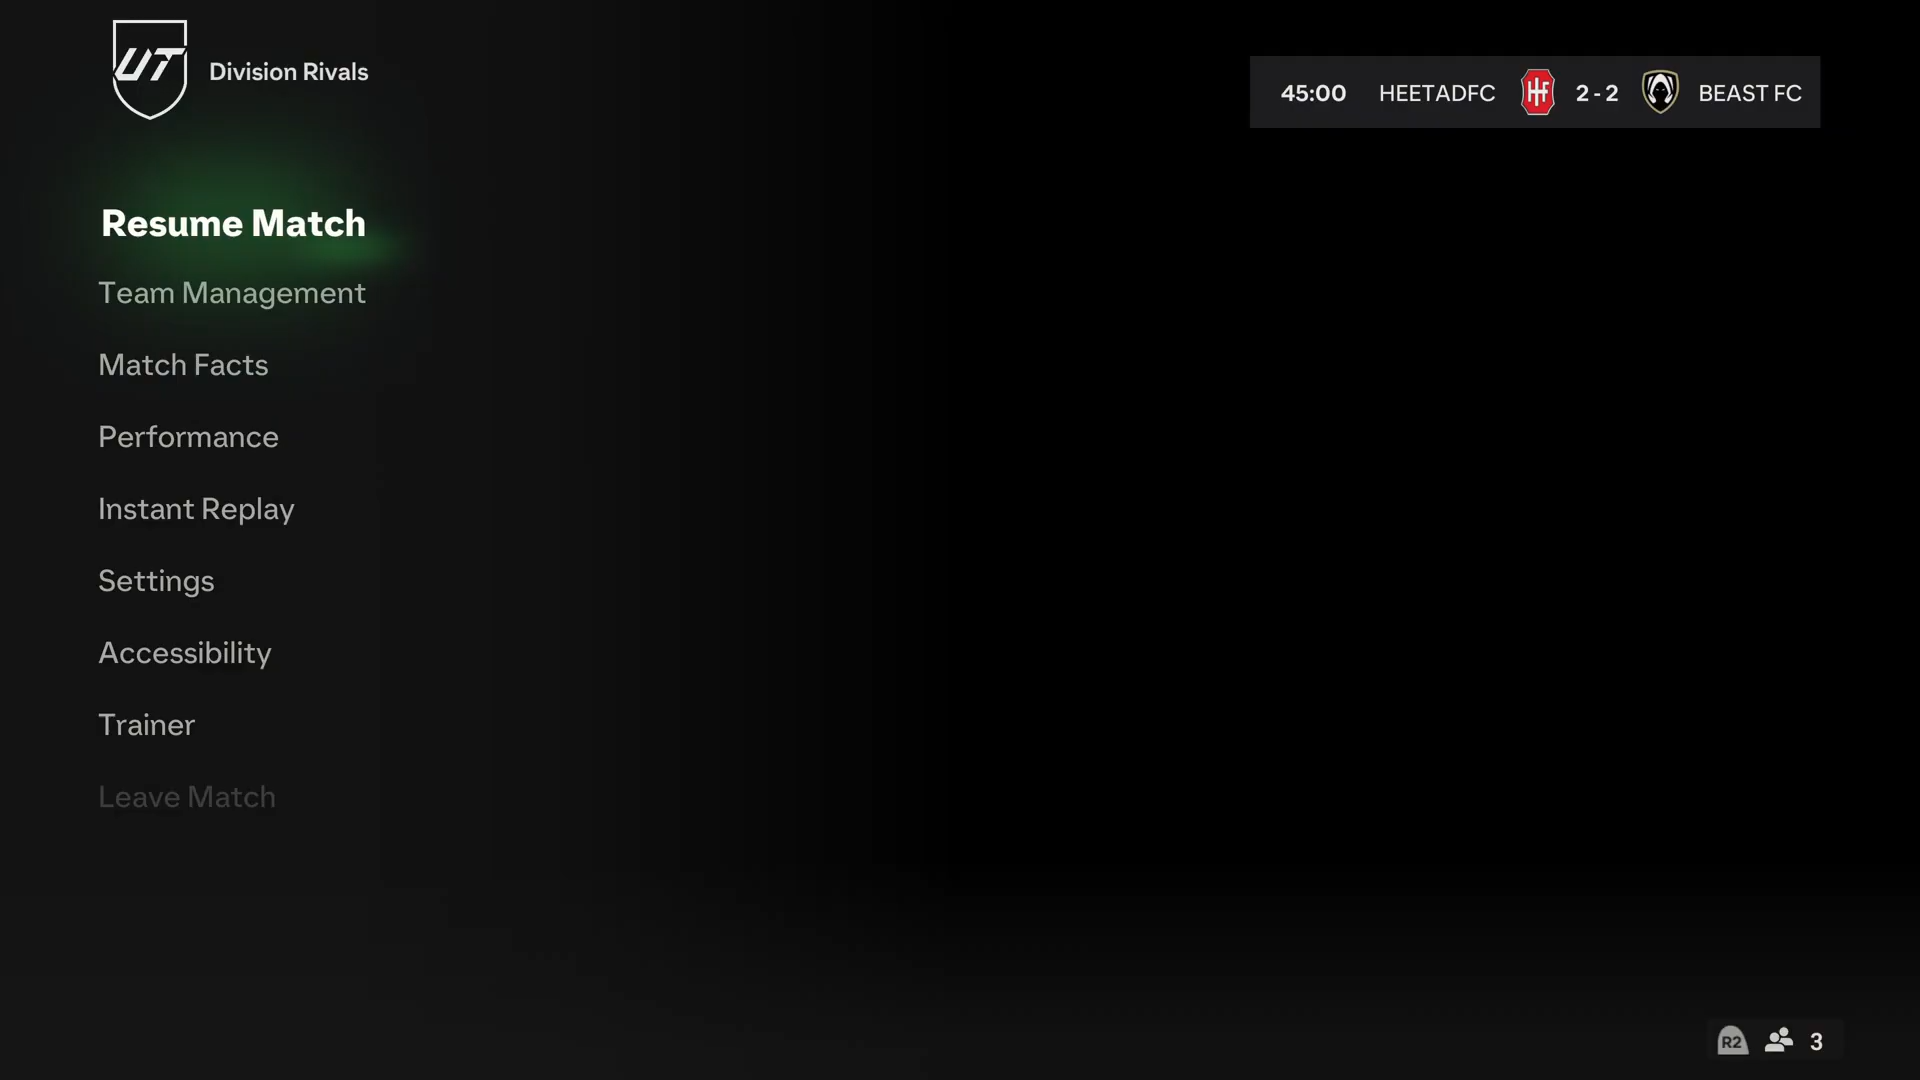 UT Division Rivals
45:00 HEETADFC HIF 2 - 2 BEAST FC
Resume Match
Team Management
Match Facts
Performance
Instant Replay
Settings
Accessibility
Trainer
Leave Match
R2 3